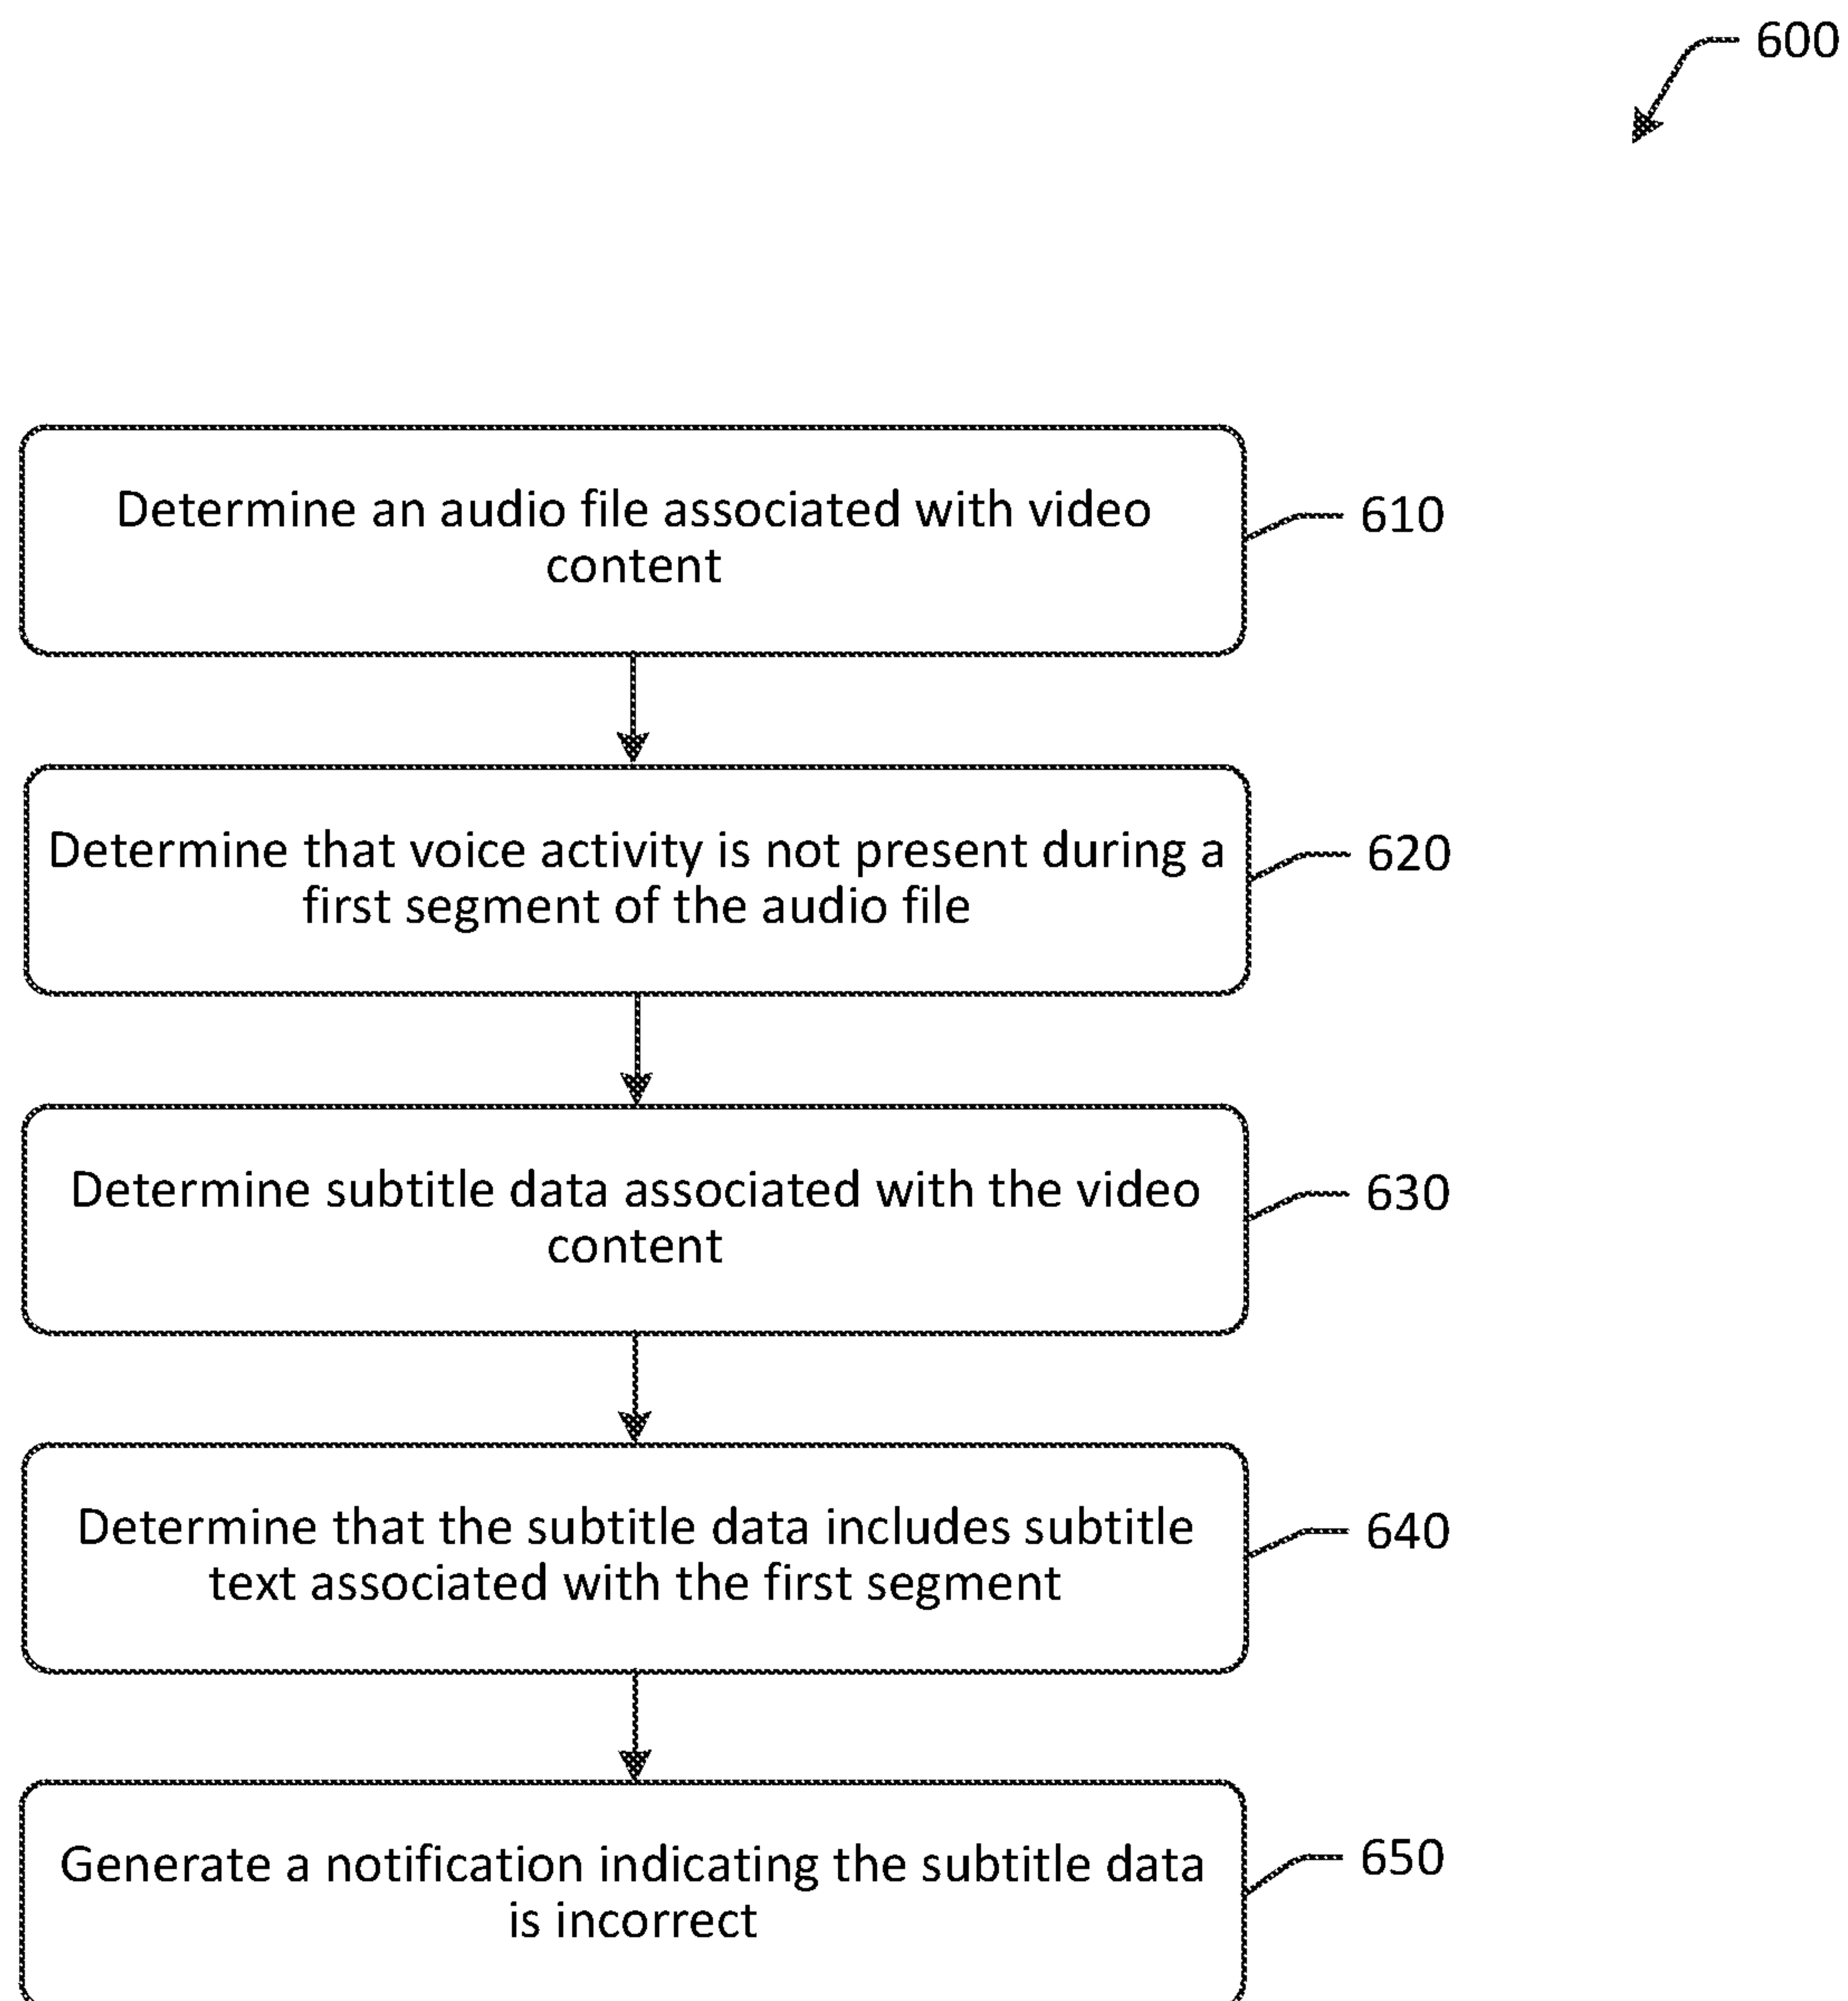 600
Determine an audio file associated with video
content
610
Determine that voice activity is not present during a
first segment of the audio file
620
Determine subtitle data associated with the video
content
630
Determine that the subtitle data includes subtitle
text associated with the first segment
640
Generate a notification indicating the subtitle data
is incorrect
650